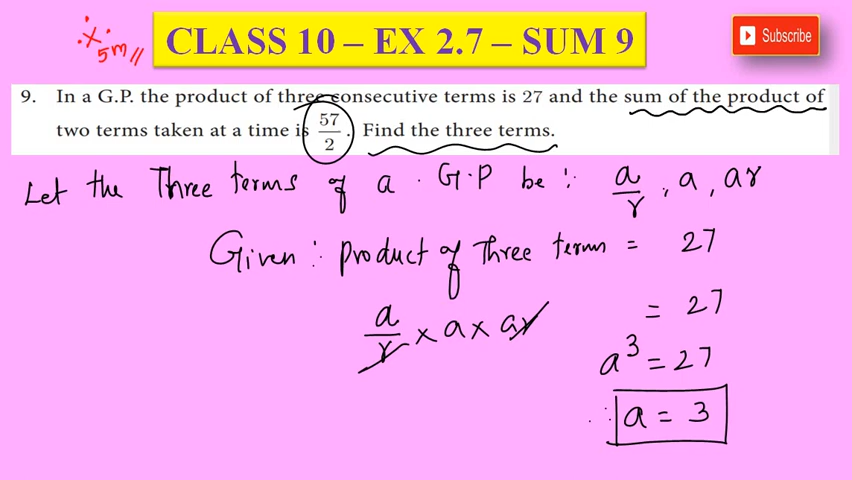 .X. 5m//
CLASS 10 – EX 2.7 – SUM 9
Subscribe
9. In a G.P. the product of three consecutive terms is 27 and the sum of the product of
two terms taken at a time is 57/2. Find the three terms.
Let the Three terms of a G.P be : a/r, a, ar
Given : product of Three terms = 27
a/r × a × ar = 27
a³ = 27
∴ a = 3